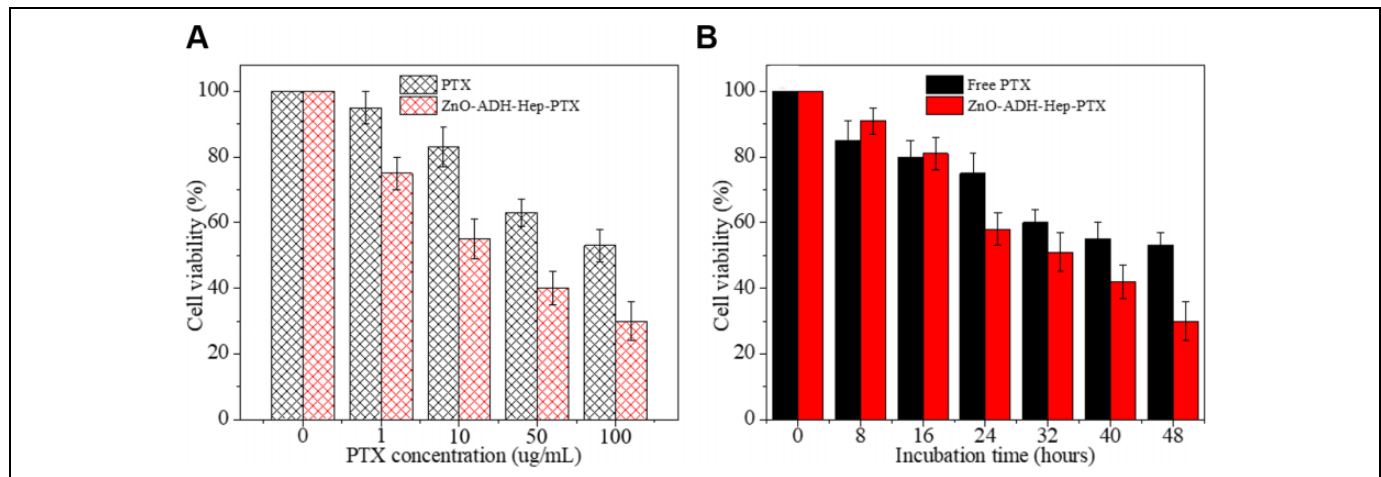 A
B
PTX
ZnO-ADH-Hep-PTX
Free PTX
ZnO-ADH-Hep-PTX
Cell viability (%)
100
80
60
40
20
0
0 1 10 50 100
PTX concentration (ug/mL)
Cell viability (%)
100
80
60
40
20
0
0 8 16 24 32 40 48
Incubation time (hours)